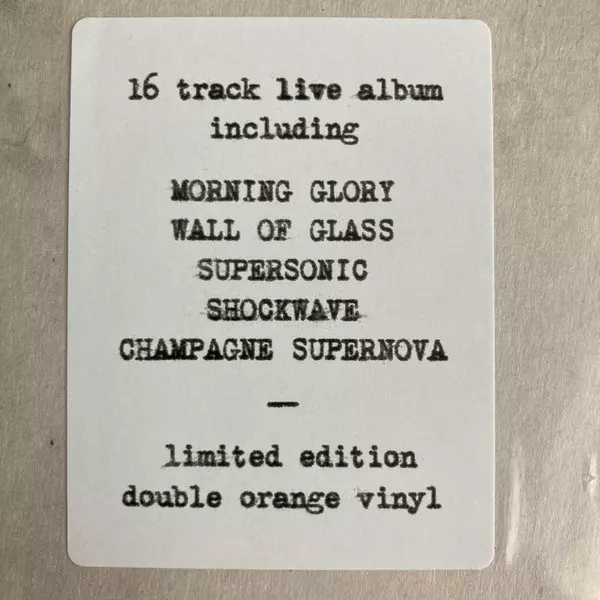 16 track live album
including
MORNING GLORY
WALL OF GLASS
SUPERSONIC
SHOCKWAVE
CHAMPAGNE SUPERNOVA
—
limited edition
double orange vinyl